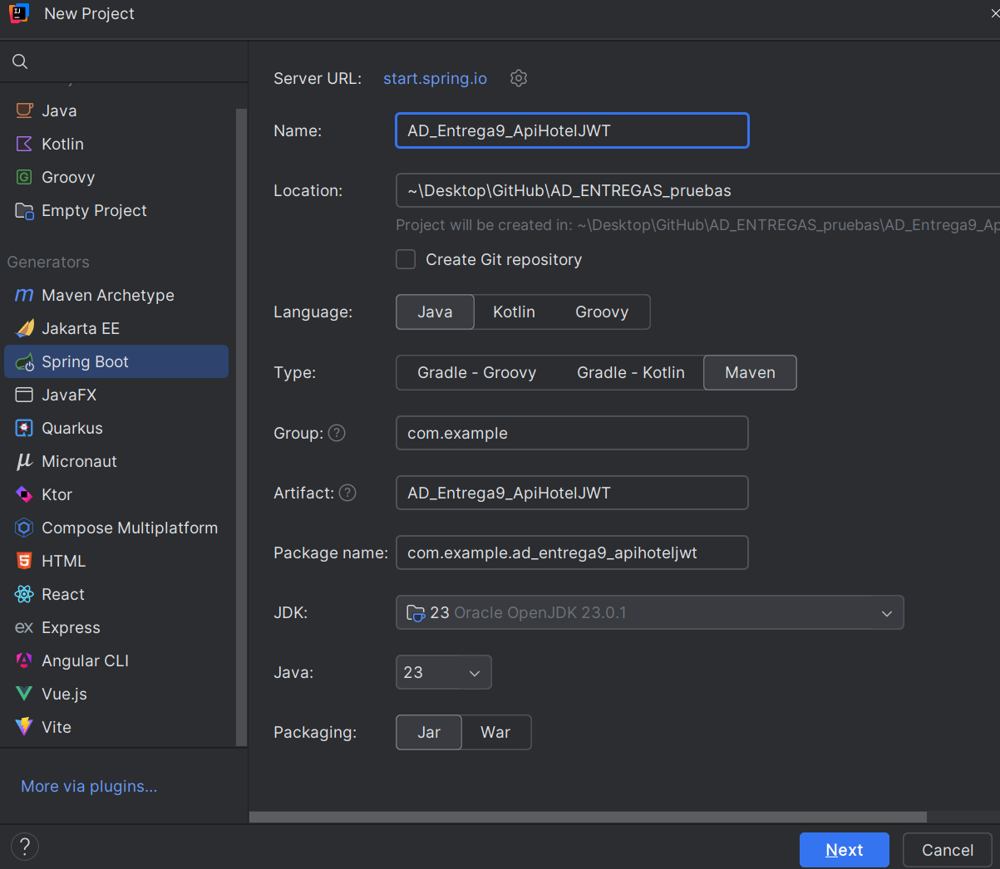 New Project
Java
Kotlin
Groovy
Empty Project
Generators
Maven Archetype
Jakarta EE
Spring Boot
JavaFX
Quarkus
Micronaut
Ktor
Compose Multiplatform
HTML
React
Express
Angular CLI
Vue.js
Vite
More via plugins...
Server URL: start.spring.io
Name: AD_Entrega9_ApiHotelJWT
Location: ~\Desktop\GitHub\AD_ENTREGAS_pruebas
Project will be created in: ~\Desktop\GitHub\AD_ENTREGAS_pruebas\AD_Entrega9_Ap
Create Git repository
Language: Java Kotlin Groovy
Type: Gradle - Groovy Gradle - Kotlin Maven
Group: ? com.example
Artifact: ? AD_Entrega9_ApiHotelJWT
Package name: com.example.ad_entrega9_apihoteljwt
JDK: 23 Oracle OpenJDK 23.0.1
Java: 23
Packaging: Jar War
? Next Cancel